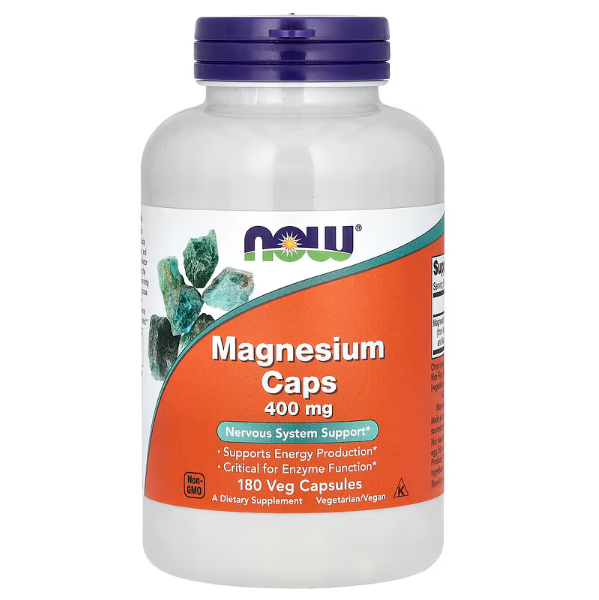 NOW®
Magnesium
Caps
400 mg
Nervous System Support*
• Supports Energy Production*
• Critical for Enzyme Function*
180 Veg Capsules
Non-
GMO
A Dietary Supplement
Vegetarian/Vegan
K